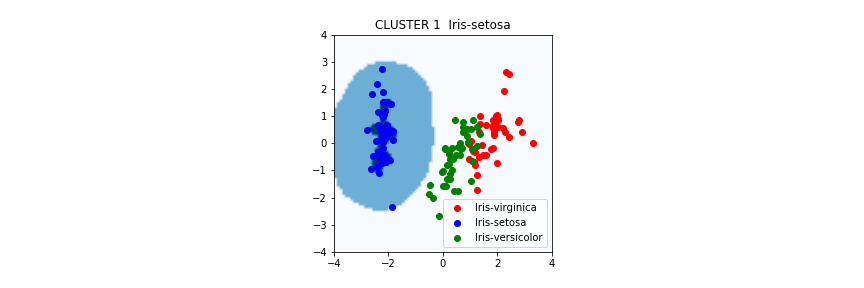 CLUSTER 1 Iris-setosa
4
3
2
1
0
−1
−2
−3
−4
−4 −2 0 2 4
Iris-virginica
Iris-setosa
Iris-versicolor